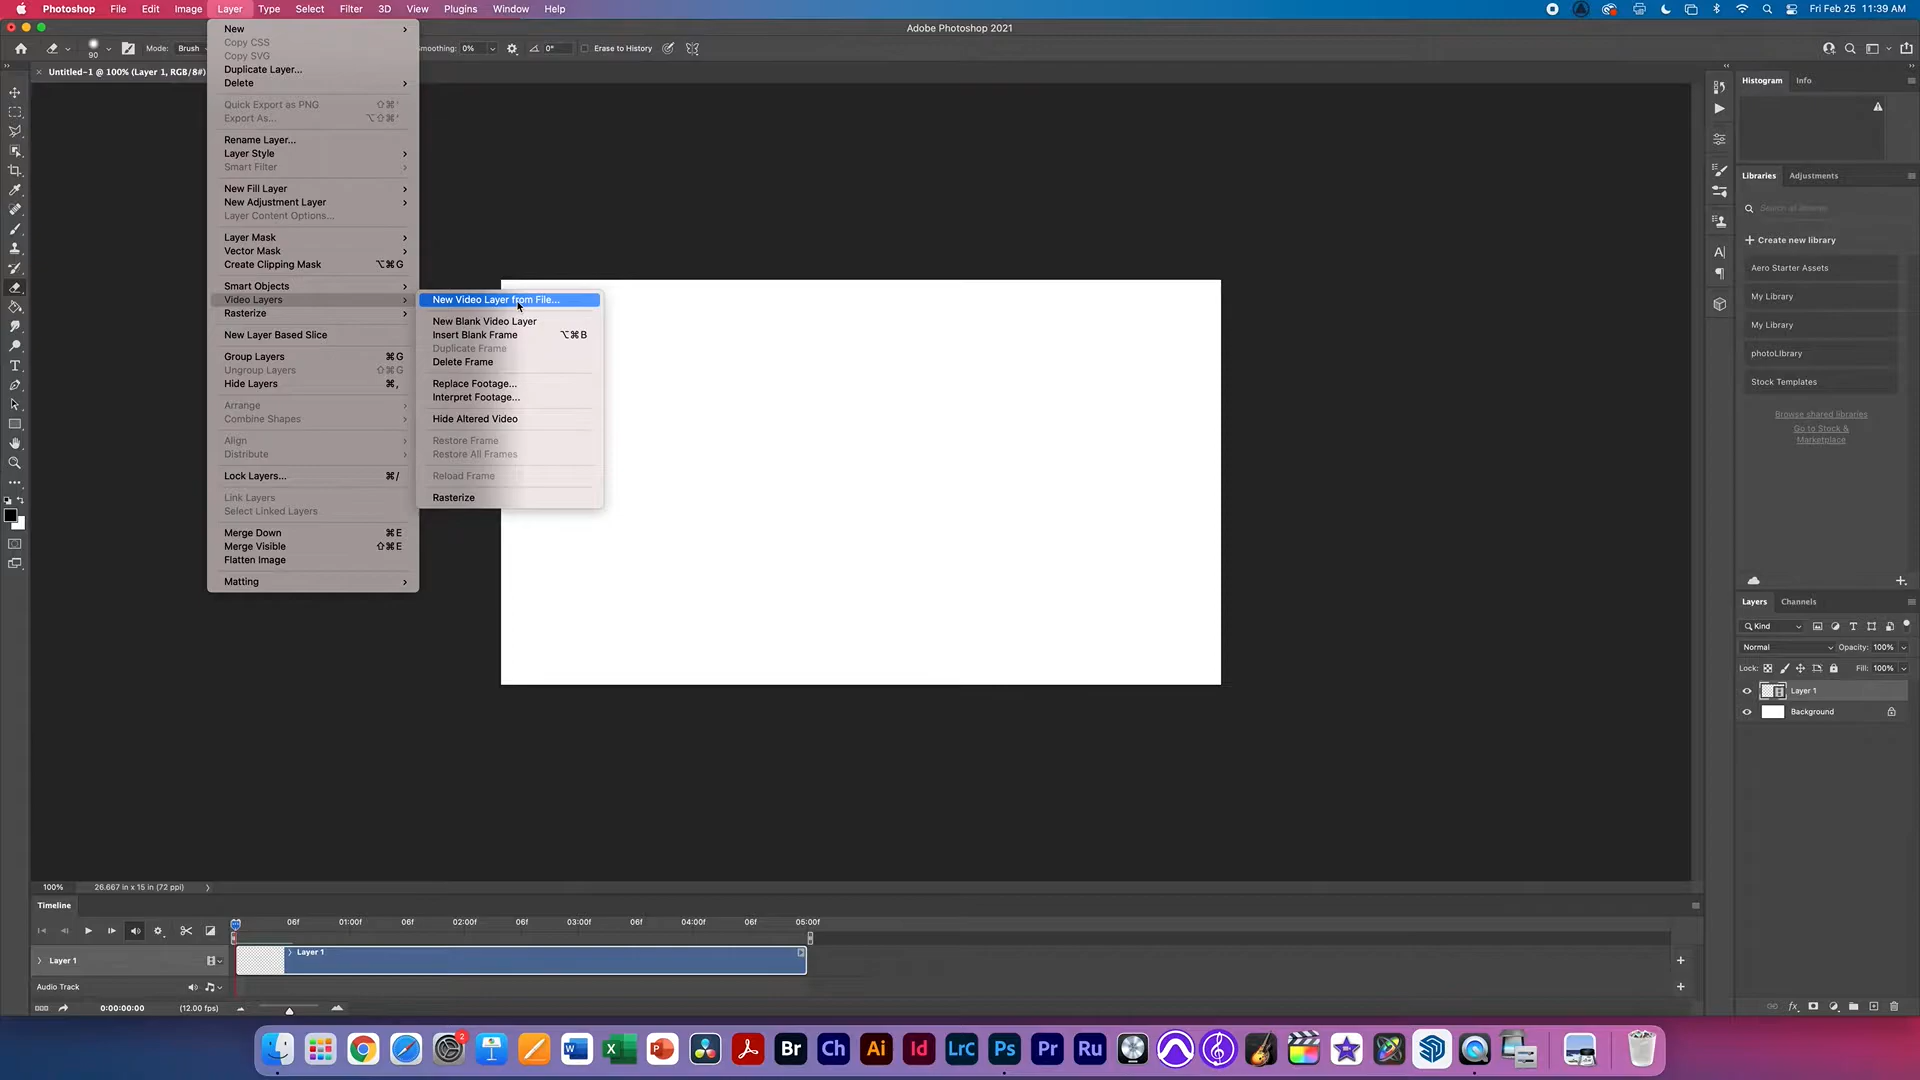 Photoshop File Edit Image Layer Type Select Filter 3D View Plugins Window Help
Fri Feb 25 11:39 AM
Adobe Photoshop 2021
90 Mode: Brush moothing: 0% 0° Erase to History
Untitled-1 @ 100% (Layer 1, RGB/8#)
New
Copy CSS
Copy SVG
Duplicate Layer...
Delete
Quick Export as PNG ⇧⌘'
Export As... ⌥⇧⌘'
Rename Layer...
Layer Style
Smart Filter
New Fill Layer
New Adjustment Layer
Layer Content Options...
Layer Mask
Vector Mask
Create Clipping Mask ⌥⌘G
Smart Objects
Video Layers
Rasterize
New Layer Based Slice
Group Layers ⌘G
Ungroup Layers ⇧⌘G
Hide Layers ⌘,
Arrange
Combine Shapes
Align
Distribute
Lock Layers... ⌘/
Link Layers
Select Linked Layers
Merge Down ⌘E
Merge Visible ⇧⌘E
Flatten Image
Matting
New Video Layer from File...
New Blank Video Layer
Insert Blank Frame ⌥⌘B
Duplicate Frame
Delete Frame
Replace Footage...
Interpret Footage...
Hide Altered Video
Restore Frame
Restore All Frames
Reload Frame
Rasterize
Histogram Info
Libraries Adjustments
Search all libraries
Create new library
Aero Starter Assets
My Library
My Library
photoLIbrary
Stock Templates
Browse shared libraries
Go to Stock &
Marketplace
Layers Channels
Kind
Normal Opacity: 100%
Lock: Fill: 100%
Layer 1
Background
100% 26.667 in x 15 in (72 ppi)
Timeline
00 06f 01:00f 06f 02:00f 06f 03:00f 06f 04:00f 06f 05:00f
Layer 1 Layer 1
Audio Track
0:00:00:00 (12.00 fps)
2 Br Ch Ai Id LrC Ps Pr Ru